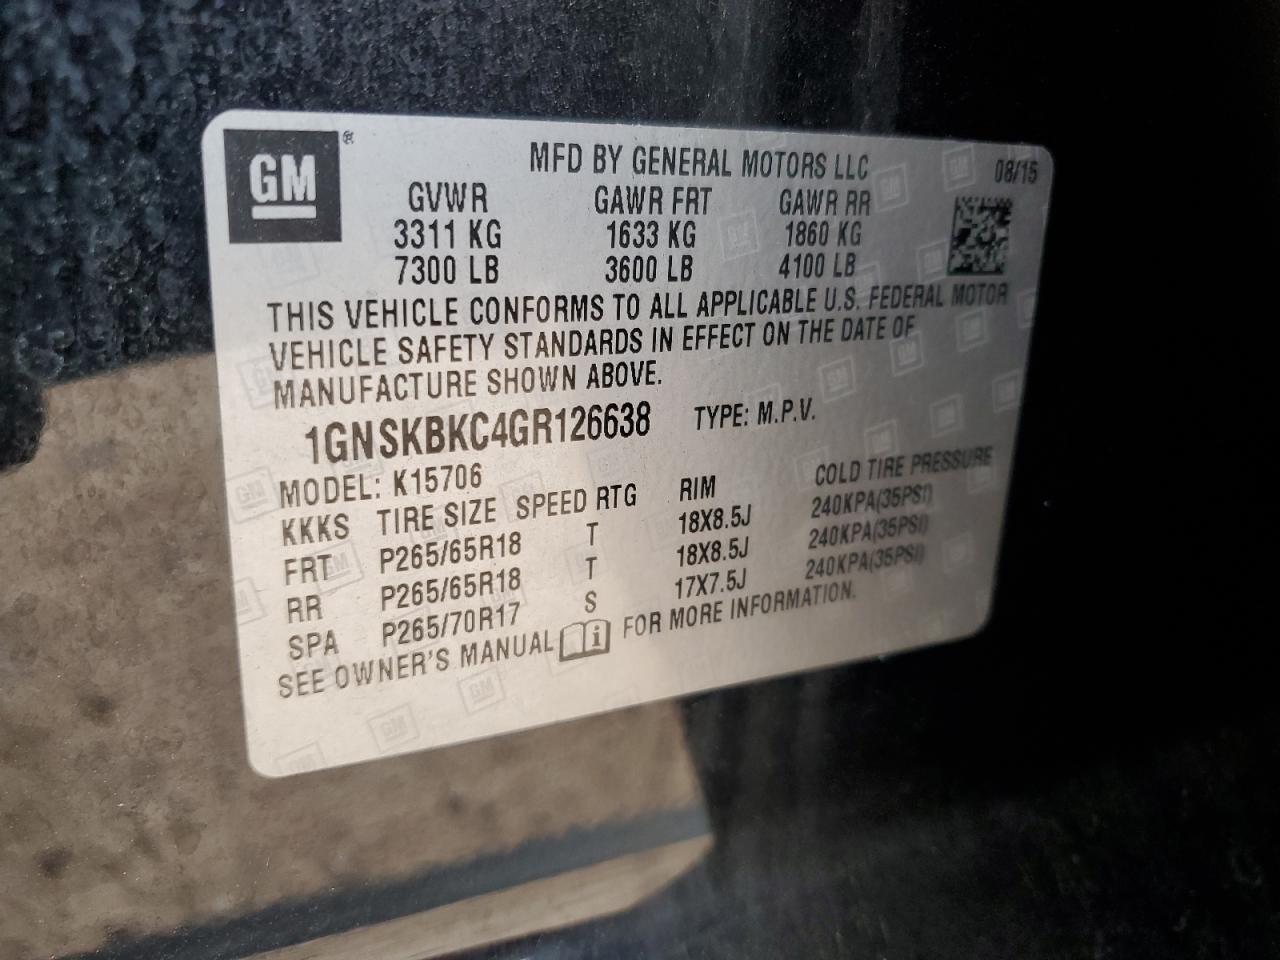 GM ®
MFD BY GENERAL MOTORS LLC 08/15
GVWR GAWR FRT GAWR RR
3311 KG 1633 KG 1860 KG
7300 LB 3600 LB 4100 LB
THIS VEHICLE CONFORMS TO ALL APPLICABLE U.S. FEDERAL MOTOR
VEHICLE SAFETY STANDARDS IN EFFECT ON THE DATE OF
MANUFACTURE SHOWN ABOVE.
1GNSKBKC4GR126638 TYPE: M.P.V.
MODEL: K15706
KKKS TIRE SIZE SPEED RTG RIM COLD TIRE PRESSURE
FRT P265/65R18 T 18X8.5J 240KPA(35PSI)
RR P265/65R18 T 18X8.5J 240KPA(35PSI)
SPA P265/70R17 S 17X7.5J 240KPA(35PSI)
SEE OWNER'S MANUAL i FOR MORE INFORMATION.